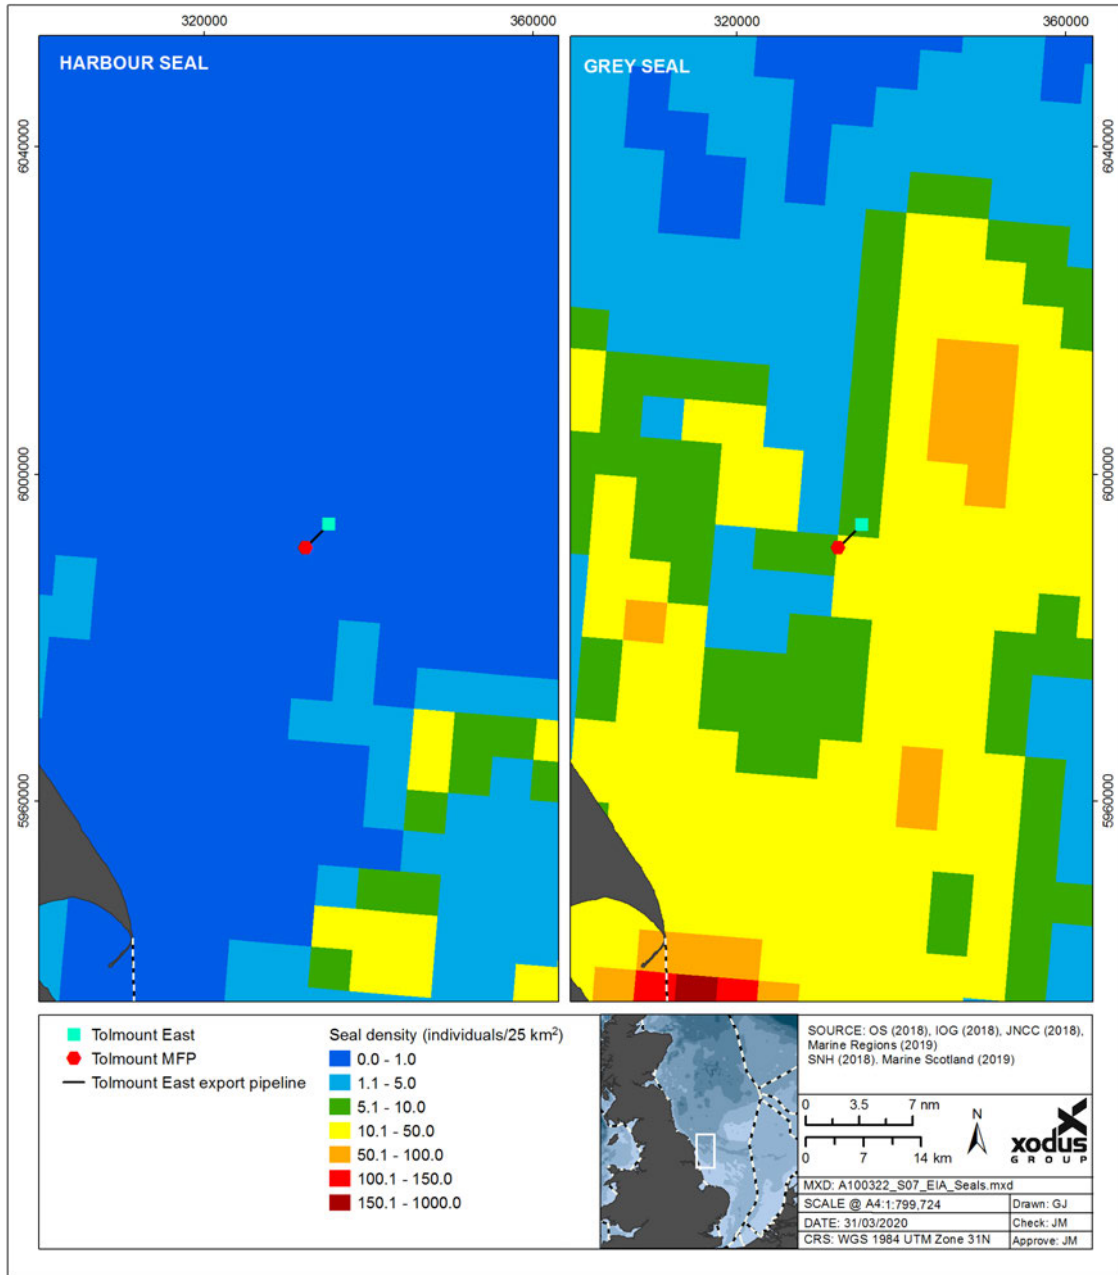 320000
360000
320000
360000
HARBOUR SEAL
GREY SEAL
6040000
6040000
6000000
6000000
5960000
5960000
Tolmount East
Tolmount MFP
Tolmount East export pipeline
Seal density (individuals/25 km²)
0.0 - 1.0
1.1 - 5.0
5.1 - 10.0
10.1 - 50.0
50.1 - 100.0
100.1 - 150.0
150.1 - 1000.0
SOURCE: OS (2018), IOG (2018), JNCC (2018),
Marine Regions (2019)
SNH (2018). Marine Scotland (2019)
0 3.5 7 nm
0 7 14 km
N
xodus
GROUP
MXD: A100322_S07_EIA_Seals.mxd
SCALE @ A4:1:799,724
Drawn: GJ
DATE: 31/03/2020
Check: JM
CRS: WGS 1984 UTM Zone 31N
Approve: JM